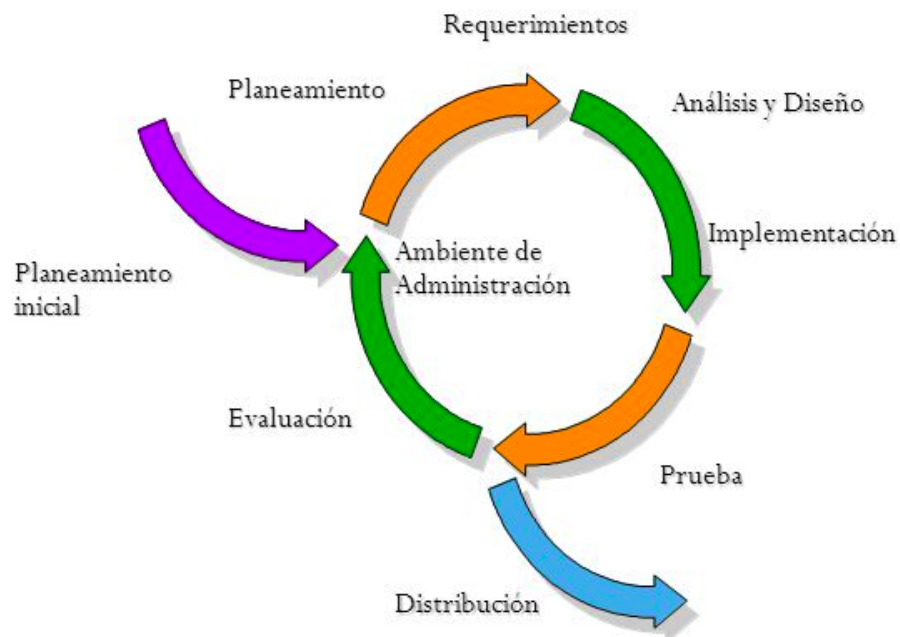 Requerimientos
Planeamiento
Análisis y Diseño
Implementación
Ambiente de
Administración
Planeamiento
inicial
Evaluación
Prueba
Distribución